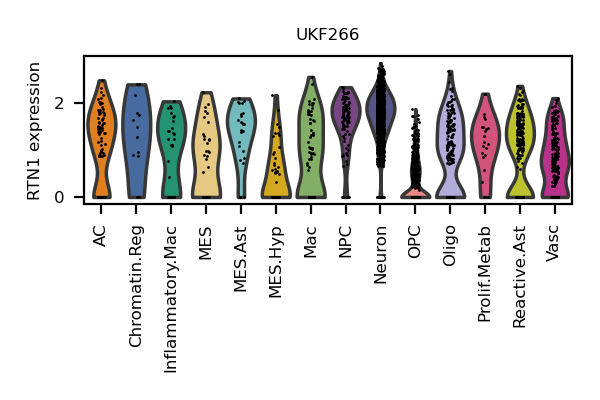 UKF266
RTN1 expression
2
0
AC
Chromatin.Reg
Inflammatory.Mac
MES
MES.Ast
MES.Hyp
Mac
NPC
Neuron
OPC
Oligo
Prolif.Metab
Reactive.Ast
Vasc